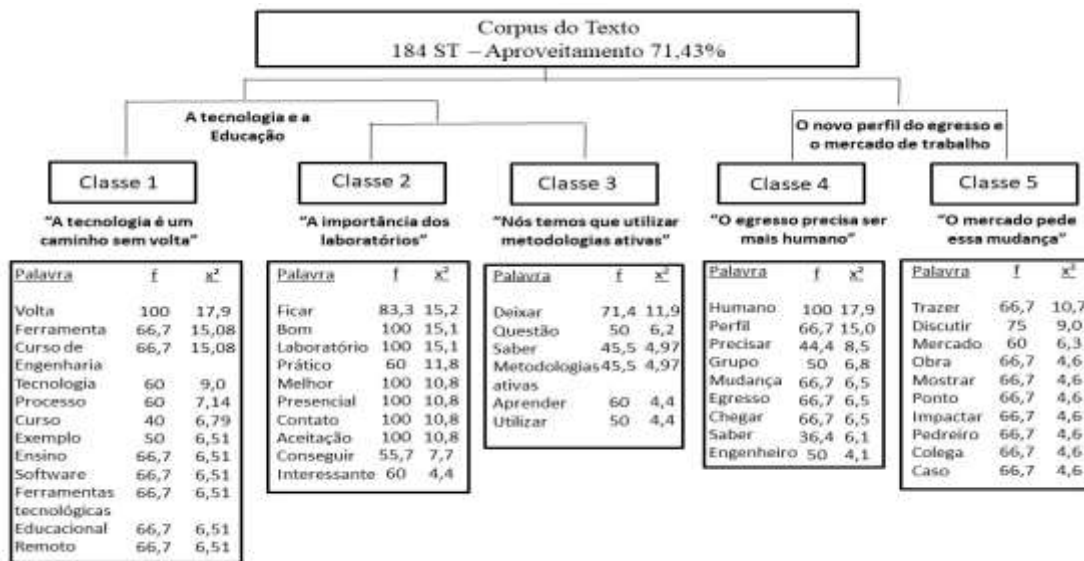 Corpus do Texto
184 ST – Aproveitamento 71,43%
A tecnologia e a
Educação
O novo perfil do egresso e
o mercado de trabalho
Classe 1
"A tecnologia é um
caminho sem volta"
Palavra f x²
Volta 100 17,9
Ferramenta 66,7 15,08
Curso de 66,7 15,08
Engenharia
Tecnologia 60 9,0
Processo 60 7,14
Curso 40 6,79
Exemplo 50 6,51
Ensino 66,7 6,51
Software 66,7 6,51
Ferramentas 66,7 6,51
tecnológicas
Educacional 66,7 6,51
Remoto 66,7 6,51
Classe 2
"A importância dos
laboratórios"
Palavra f x²
Ficar 83,3 15,2
Bom 100 15,1
Laboratório 100 15,1
Prático 60 11,8
Melhor 100 10,8
Presencial 100 10,8
Contato 100 10,8
Aceitação 100 10,8
Conseguir 55,7 7,7
Interessante 60 4,4
Classe 3
"Nós temos que utilizar
metodologias ativas"
Palavra f x²
Deixar 71,4 11,9
Questão 50 6,2
Saber 45,5 4,97
Metodologias 45,5 4,97
ativas
Aprender 60 4,4
Utilizar 50 4,4
Classe 4
"O egresso precisa ser
mais humano"
Palavra f x²
Humano 100 17,9
Perfil 66,7 15,0
Precisar 44,4 8,5
Grupo 50 6,8
Mudança 66,7 6,5
Egresso 66,7 6,5
Chegar 66,7 6,5
Saber 36,4 6,1
Engenheiro 50 4,1
Classe 5
"O mercado pede
essa mudança"
Palavra f x²
Trazer 66,7 10,7
Discutir 75 9,0
Mercado 60 6,3
Obra 66,7 4,6
Mostrar 66,7 4,6
Ponto 66,7 4,6
Impactar 66,7 4,6
Pedreiro 66,7 4,6
Colega 66,7 4,6
Caso 66,7 4,6